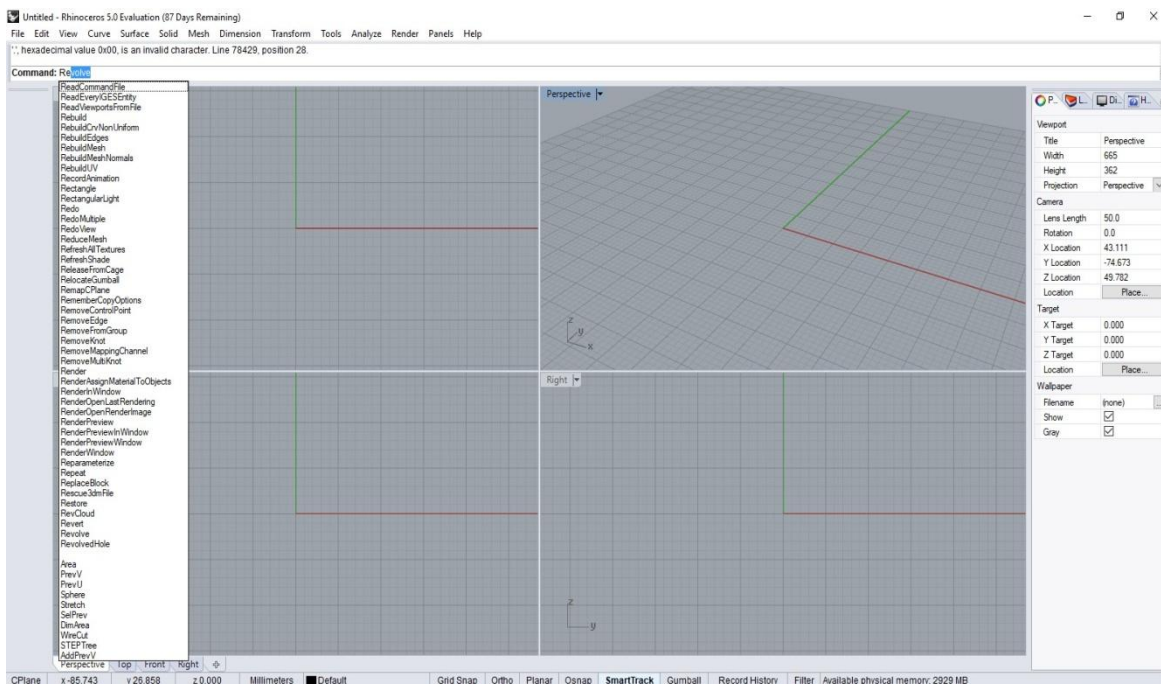 Untitled - Rhinoceros 5.0 Evaluation (87 Days Remaining)
File Edit View Curve Surface Solid Mesh Dimension Transform Tools Analyze Render Panels Help
'.', hexadecimal value 0x00, is an invalid character. Line 78429, position 28.
Command: Revolve
ReadCommandFile
ReadEveryIGESEntity
ReadViewportsFromFile
Rebuild
RebuildCrvNonUniform
RebuildEdges
RebuildMesh
RebuildMeshNormals
RebuildUV
RecordAnimation
Rectangle
RectangularLight
Redo
RedoMultiple
RedoView
ReduceMesh
RefreshAllTextures
RefreshShade
ReleaseFromCage
RelocateGumball
RemapCPlane
RememberCopyOptions
RemoveControlPoint
RemoveEdge
RemoveFromGroup
RemoveKnot
RemoveMappingChannel
RemoveMultiKnot
Render
RenderAssignMaterialToObjects
RenderInWindow
RenderOpenLastRendering
RenderOpenRenderImage
RenderPreview
RenderPreviewInWindow
RenderPreviewWindow
RenderWindow
Reparameterize
Repeat
ReplaceBlock
Rescue3dmFile
Restore
RevCloud
Revert
Revolve
RevolvedHole
Area
PrevV
PrevU
Sphere
Stretch
SelPrev
DimArea
WireCut
STEPTree
AddPrevV
Perspective
z
y
x
Right
z
y
P... L... Di... H...
Viewport
Title Perspective
Width 665
Height 362
Projection Perspective
Camera
Lens Length 50.0
Rotation 0.0
X Location 43.111
Y Location -74.673
Z Location 49.782
Location Place...
Target
X Target 0.000
Y Target 0.000
Z Target 0.000
Location Place...
Wallpaper
Filename (none) ...
Show
Gray
Perspective Top Front Right
CPlane x -85.743 y 26.858 z 0.000 Millimeters Default Grid Snap Ortho Planar Osnap SmartTrack Gumball Record History Filter Available physical memory: 2929 MB